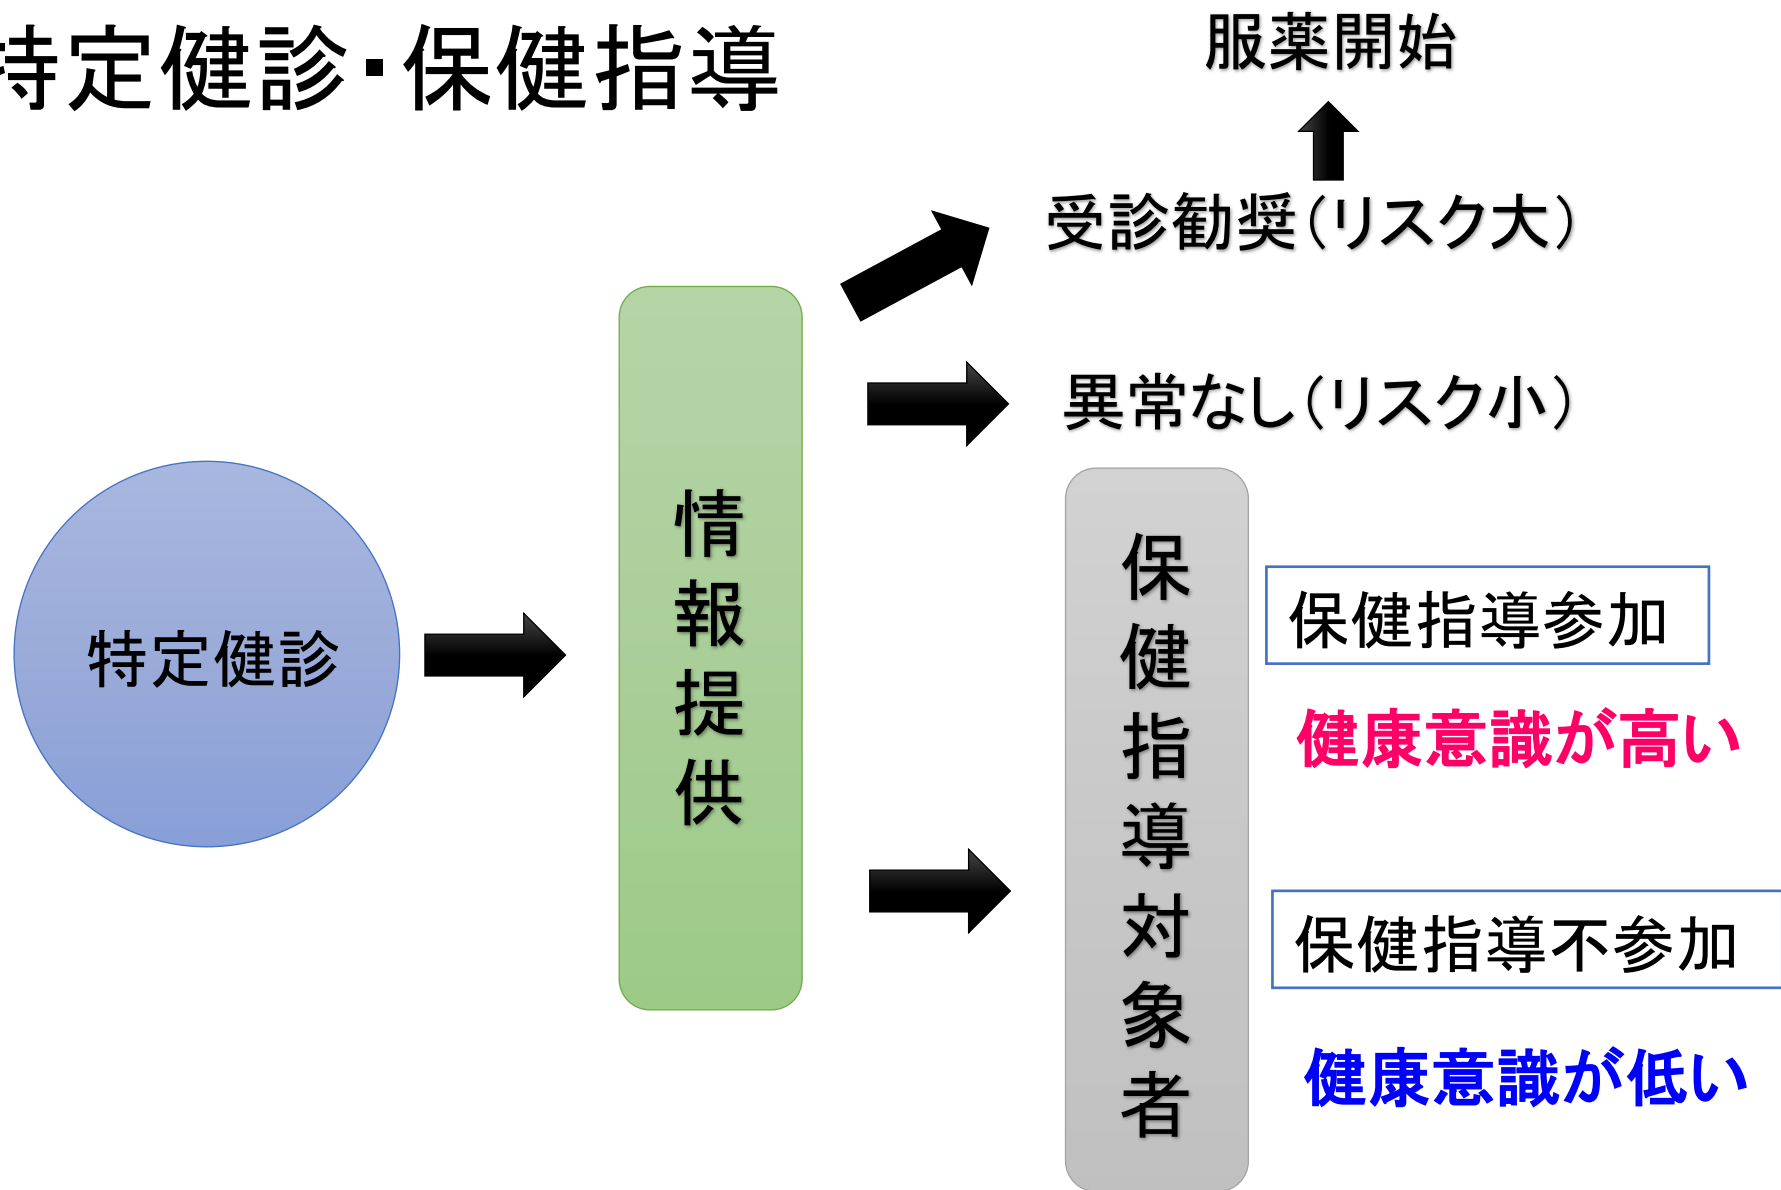 特定健診・保健指導
服薬開始
受診勧奨（リスク大）
異常なし（リスク小）
特定健診
情報提供
保健指導対象者
保健指導参加
健康意識が高い
保健指導不参加
健康意識が低い